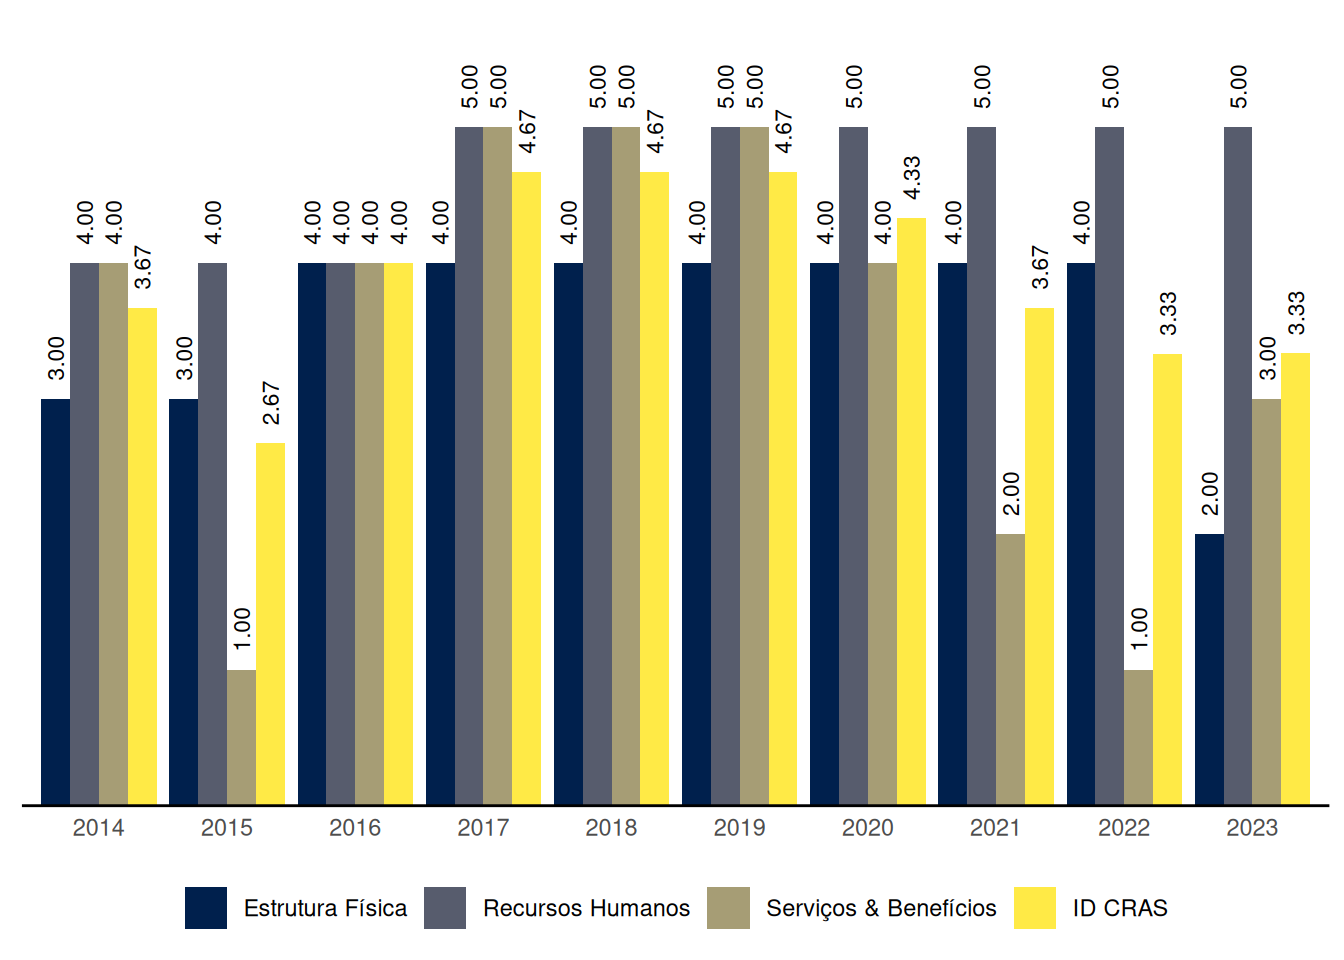 3.00 4.00 4.00 3.67 3.00 4.00 1.00 2.67 4.00 4.00 4.00 4.00 4.00 5.00 5.00 4.67 4.00 5.00 5.00 4.67 4.00 5.00 5.00 4.67 4.00 5.00 4.00 4.33 4.00 5.00 2.00 3.67 4.00 5.00 1.00 3.33 2.00 5.00 3.00 3.33
2014 2015 2016 2017 2018 2019 2020 2021 2022 2023
Estrutura Física Recursos Humanos Serviços & Benefícios ID CRAS